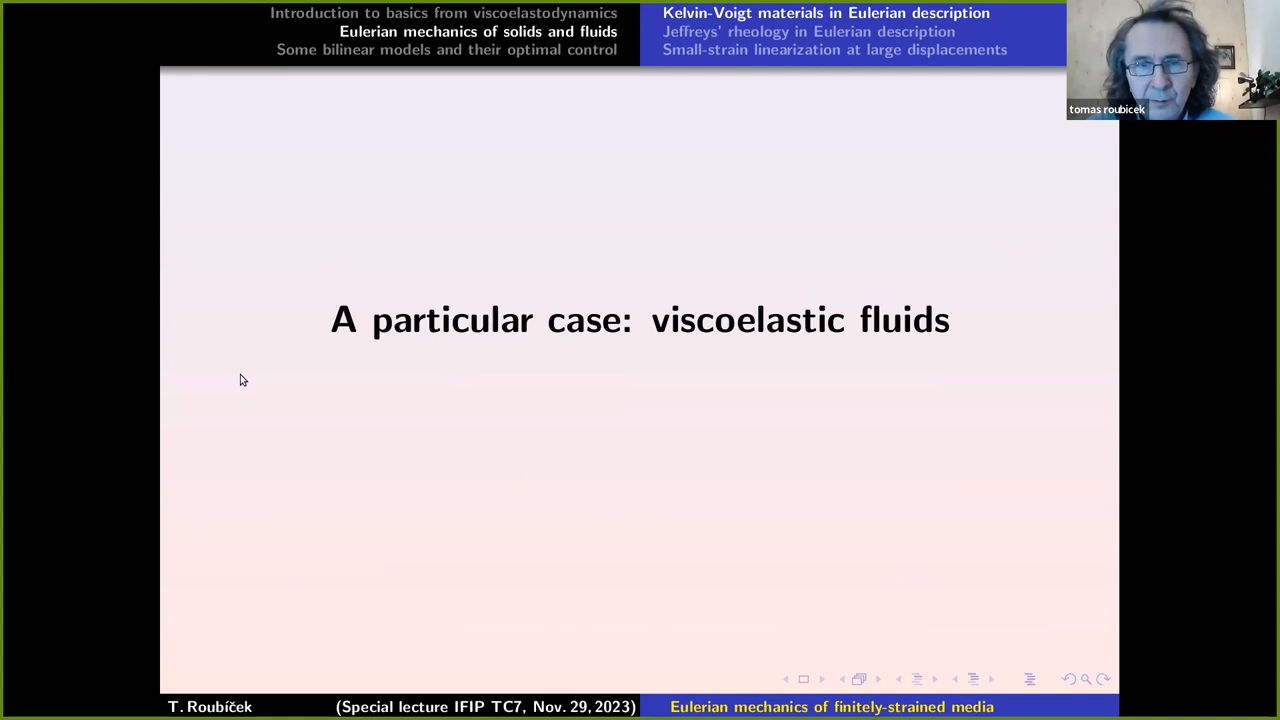 Introduction to basics from viscoelastodynamics
Eulerian mechanics of solids and fluids
Some bilinear models and their optimal control
Kelvin-Voigt materials in Eulerian description
Jeffreys' rheology in Eulerian description
Small-strain linearization at large displacements
tomas roubicek
A particular case: viscoelastic fluids
T. Roubíček (Special lecture IFIP TC7, Nov. 29, 2023) Eulerian mechanics of finitely-strained media